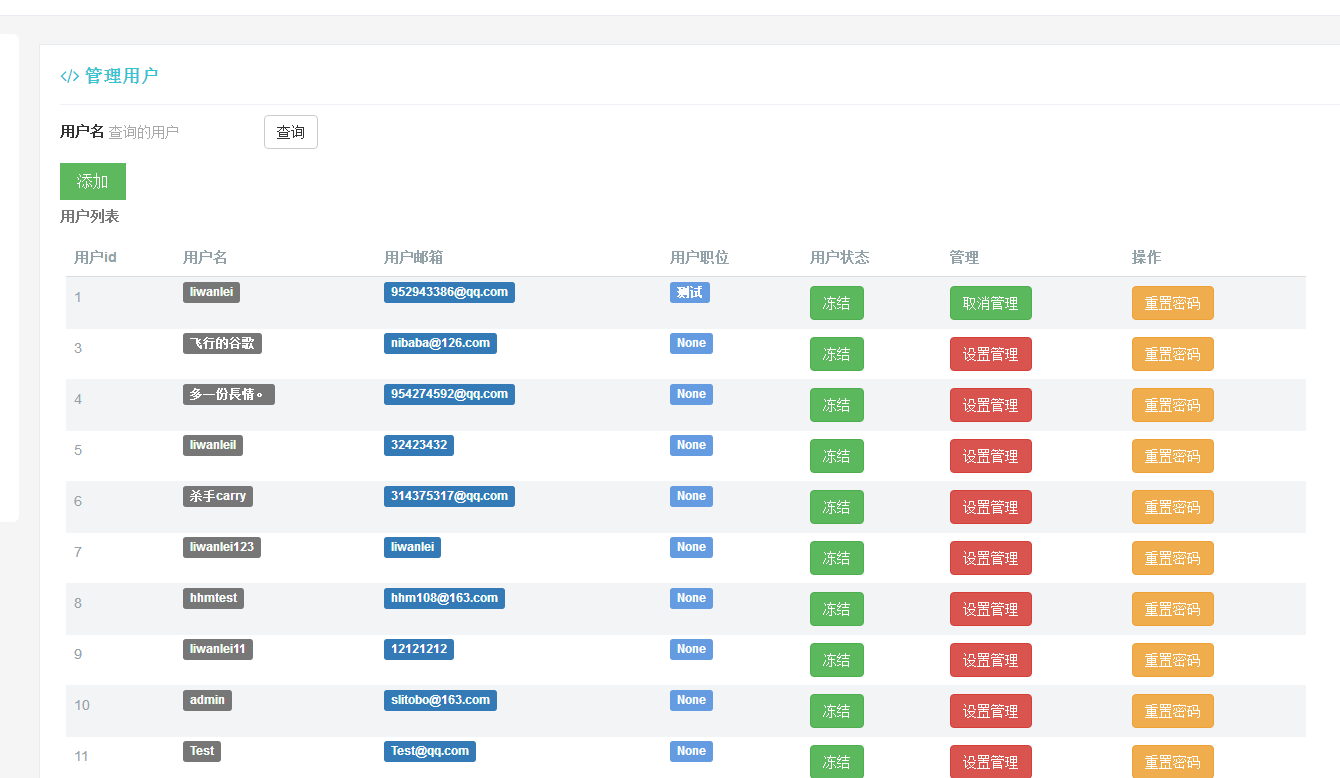 </> 管理用户
用户名 查询的用户 查询
添加
用户列表
用户id 用户名 用户邮箱 用户职位 用户状态 管理 操作
1 liwanlei 952943386@qq.com 测试 冻结 取消管理 重置密码
3 飞行的谷歌 nibaba@126.com None 冻结 设置管理 重置密码
4 多一份長情。 954274592@qq.com None 冻结 设置管理 重置密码
5 liwanleil 32423432 None 冻结 设置管理 重置密码
6 杀手carry 314375317@qq.com None 冻结 设置管理 重置密码
7 liwanlei123 liwanlei None 冻结 设置管理 重置密码
8 hhmtest hhm108@163.com None 冻结 设置管理 重置密码
9 liwanlei11 12121212 None 冻结 设置管理 重置密码
10 admin slitobo@163.com None 冻结 设置管理 重置密码
11 Test Test@qq.com None 冻结 设置管理 重置密码